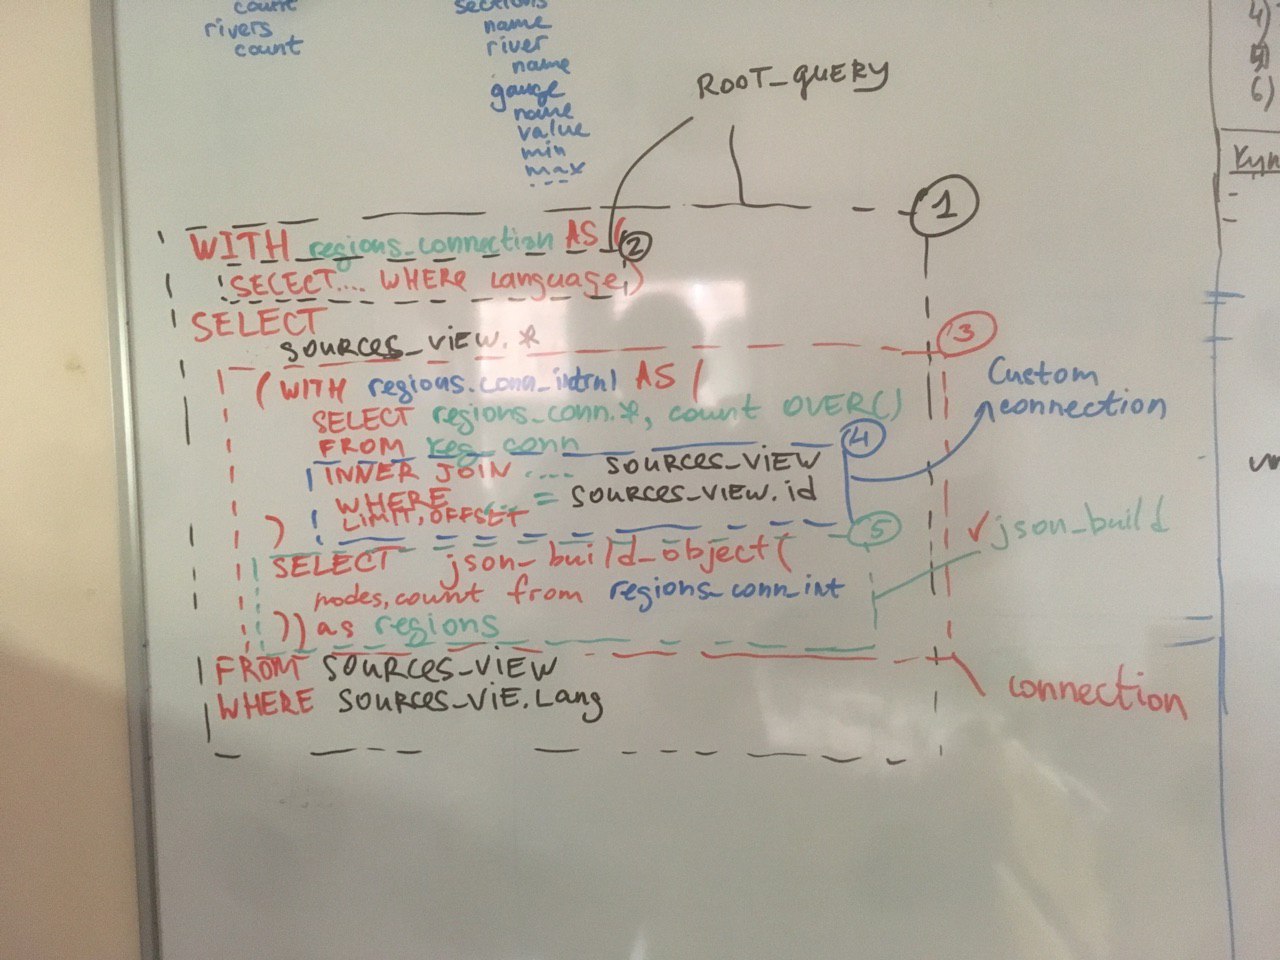 count
rivers
count
sections
name
river
name
gauge
name
value
min
max
---
ROOT_QUERY
1
WITH regions_connection AS (
2
SELECT.... WHERE language)
SELECT
sources_view.*
3
(WITH regions.conn_intrnl AS (
SELECT regions_conn.*, count OVER()
FROM reg_conn
4
INNER JOIN .... SOURCES_VIEW
WHERE ... = SOURCES_VIEW.id
LIMIT, OFFSET
)
5
SELECT json_build_object(
nodes, count from regions_conn_int
)) as regions
FROM SOURCES_VIEW
WHERE SOURCES_VIE.Lang
Custom
connection
json_build
connection
4)
5)
6)